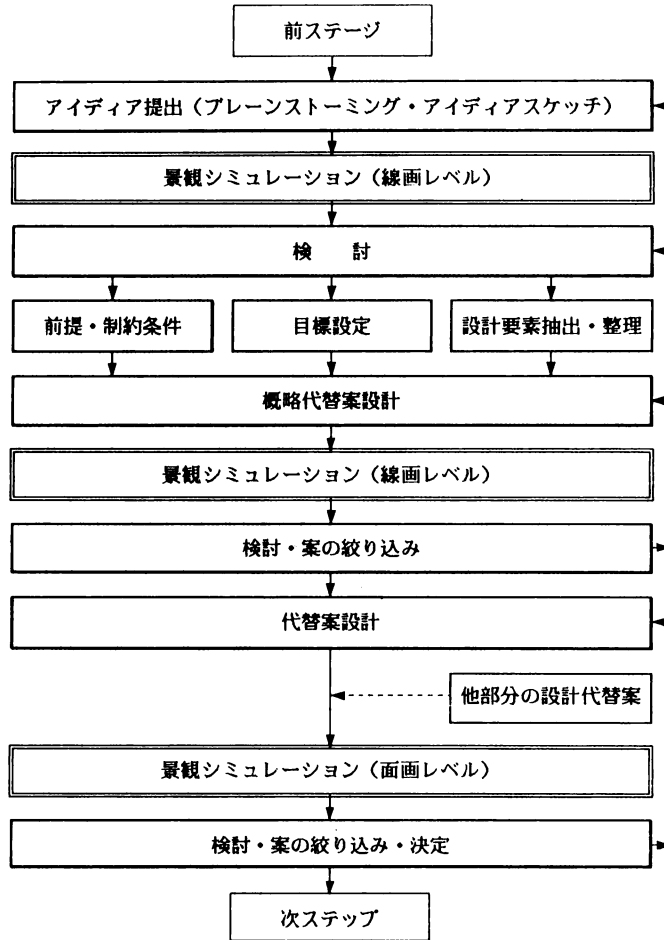 前ステージ
アイディア提出（ブレーンストーミング・アイディアスケッチ）
景観シミュレーション（線画レベル）
検　　討
前提・制約条件
目標設定
設計要素抽出・整理
概略代替案設計
景観シミュレーション（線画レベル）
検討・案の絞り込み
代替案設計
他部分の設計代替案
景観シミュレーション（面画レベル）
検討・案の絞り込み・決定
次ステップ